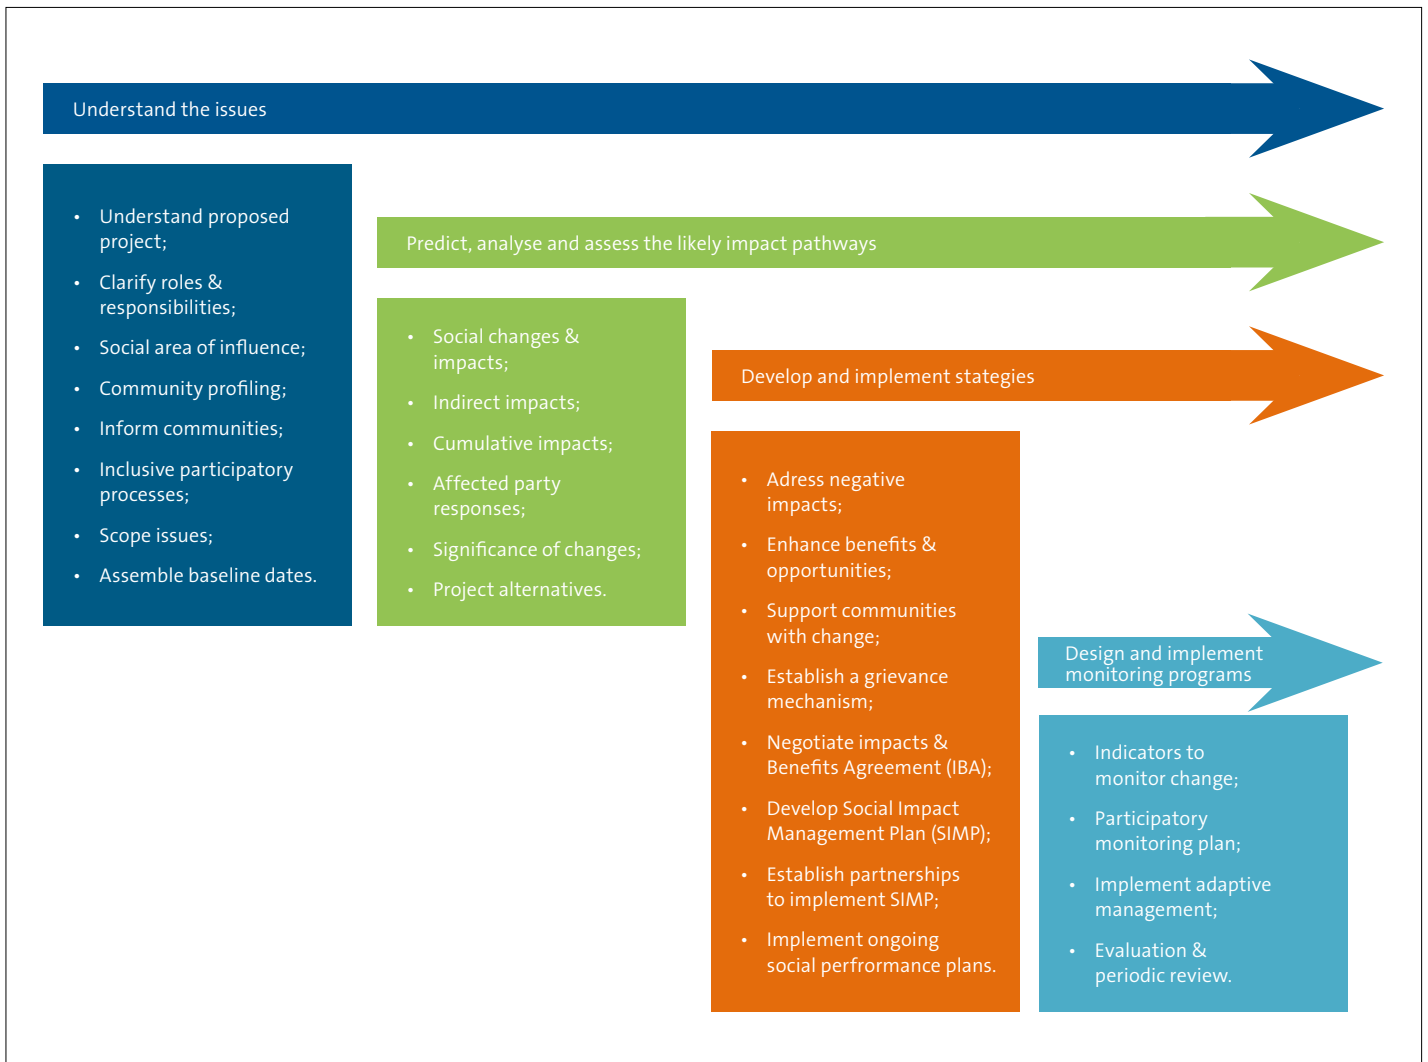 Understand the issues
• Understand proposed
project;
• Clarify roles &
responsibilities;
• Social area of influence;
• Community profiling;
• Inform communities;
• Inclusive participatory
processes;
• Scope issues;
• Assemble baseline dates.
Predict, analyse and assess the likely impact pathways
• Social changes &
impacts;
• Indirect impacts;
• Cumulative impacts;
• Affected party
responses;
• Significance of changes;
• Project alternatives.
Develop and implement stategies
• Adress negative
impacts;
• Enhance benefits &
opportunities;
• Support communities
with change;
• Establish a grievance
mechanism;
• Negotiate impacts &
Benefits Agreement (IBA);
• Develop Social Impact
Management Plan (SIMP);
• Establish partnerships
to implement SIMP;
• Implement ongoing
social perfrormance plans.
Design and implement
monitoring programs
• Indicators to
monitor change;
• Participatory
monitoring plan;
• Implement adaptive
management;
• Evaluation &
periodic review.